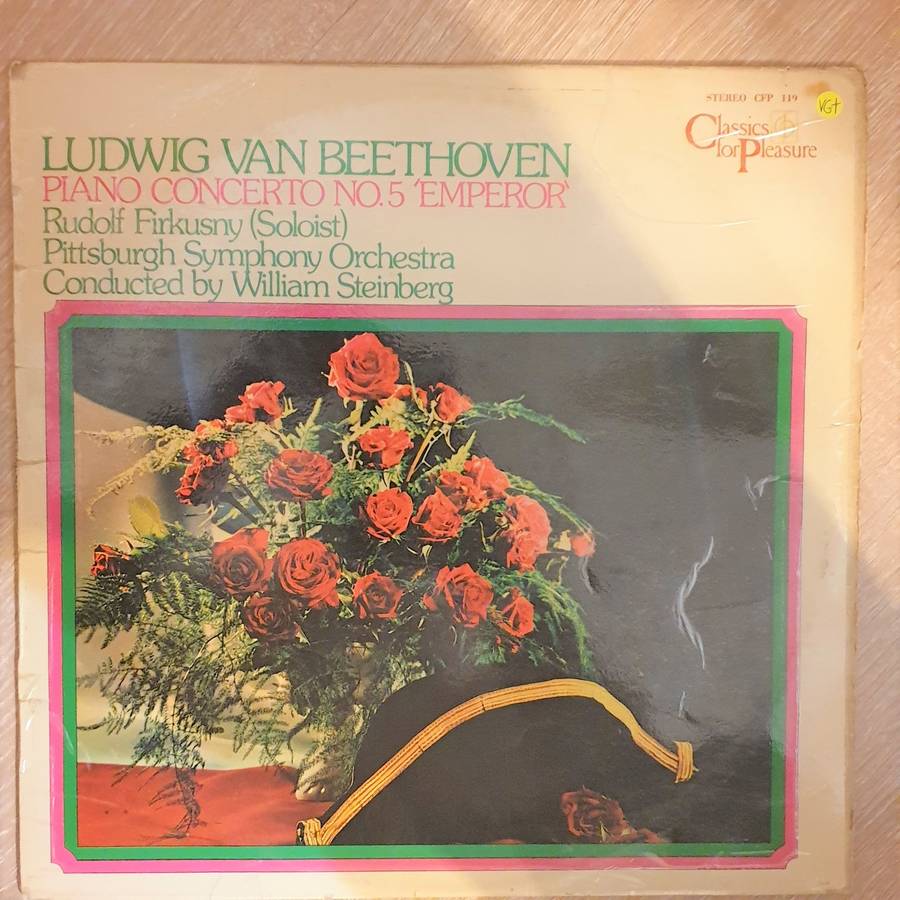 STEREO CFP 119
VG+
Classics
for Pleasure
LUDWIG VAN BEETHOVEN
PIANO CONCERTO NO.5 'EMPEROR'
Rudolf Firkusny (Soloist)
Pittsburgh Symphony Orchestra
Conducted by William Steinberg